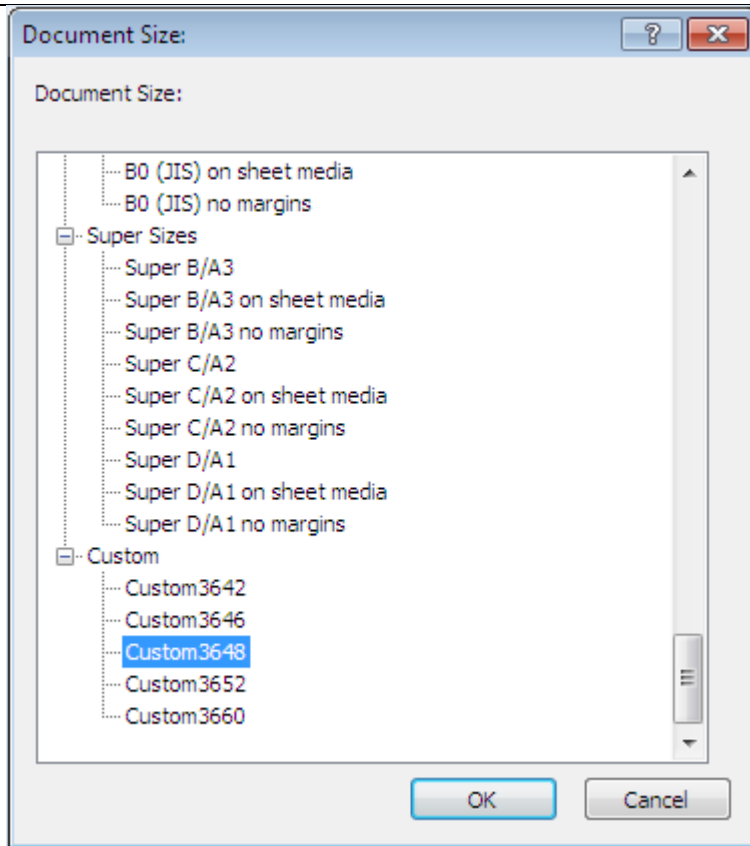 Document Size:
Document Size:
B0 (JIS) on sheet media
B0 (JIS) no margins
Super Sizes
Super B/A3
Super B/A3 on sheet media
Super B/A3 no margins
Super C/A2
Super C/A2 on sheet media
Super C/A2 no margins
Super D/A1
Super D/A1 on sheet media
Super D/A1 no margins
Custom
Custom3642
Custom3646
Custom3648
Custom3652
Custom3660
OK Cancel